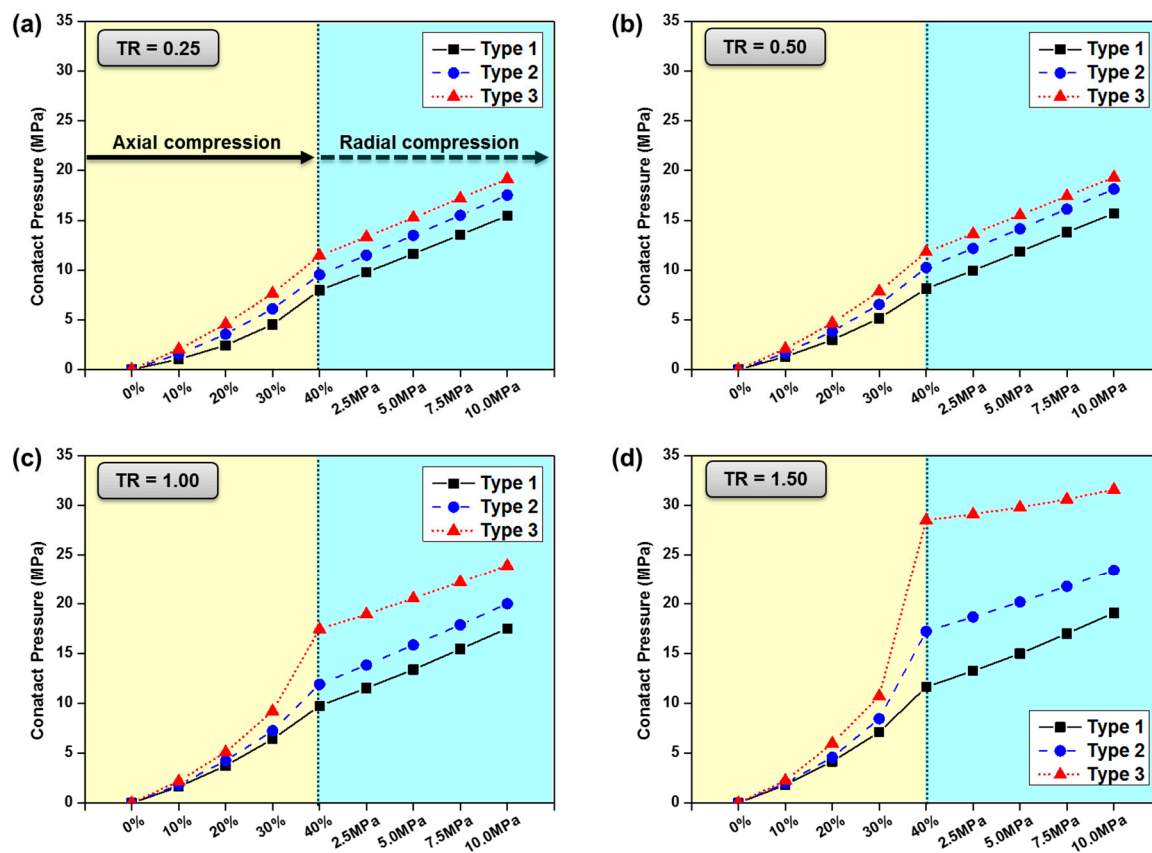 (a)
TR = 0.25
Type 1
Type 2
Type 3
Axial compression
Radial compression
Conatact Pressure (MPa)
35
30
25
20
15
10
5
0
0%
10%
20%
30%
40%
2.5MPa
5.0MPa
7.5MPa
10.0MPa
(b)
TR = 0.50
Type 1
Type 2
Type 3
Conatact Pressure (MPa)
35
30
25
20
15
10
5
0
0%
10%
20%
30%
40%
2.5MPa
5.0MPa
7.5MPa
10.0MPa
(c)
TR = 1.00
Type 1
Type 2
Type 3
Conatact Pressure (MPa)
35
30
25
20
15
10
5
0
0%
10%
20%
30%
40%
2.5MPa
5.0MPa
7.5MPa
10.0MPa
(d)
TR = 1.50
Conatact Pressure (MPa)
35
30
25
20
15
10
5
0
Type 1
Type 2
Type 3
0%
10%
20%
30%
40%
2.5MPa
5.0MPa
7.5MPa
10.0MPa